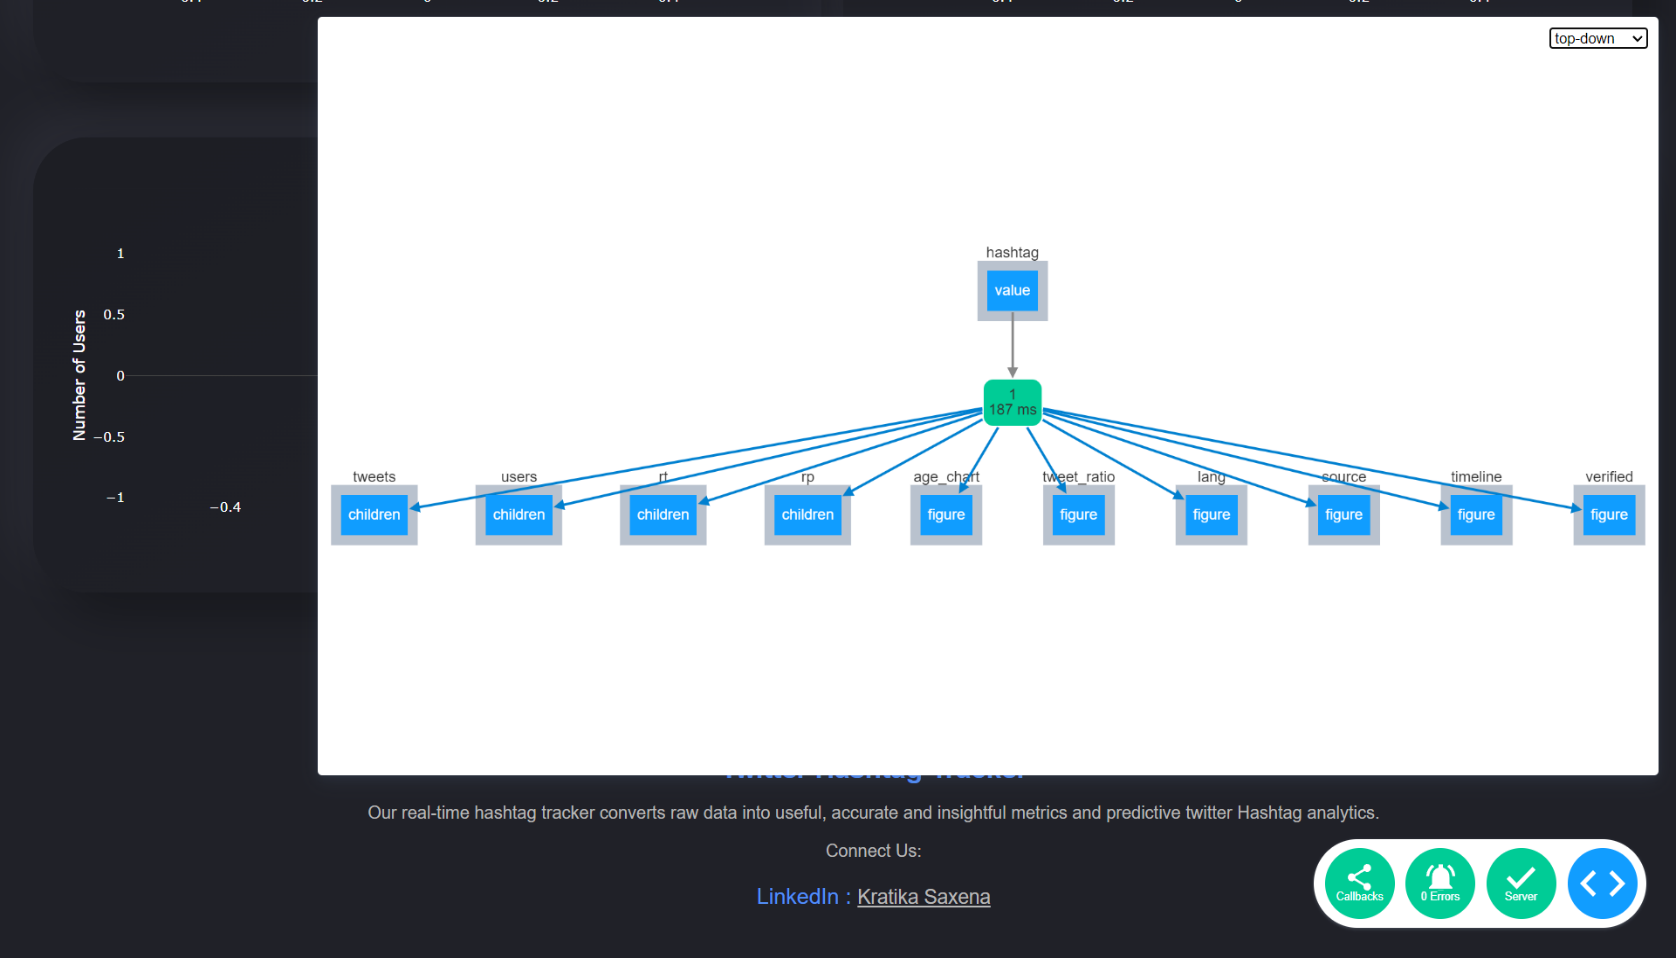 top-down
hashtag
value
1
187 ms
tweets users rt rp age_chart tweet_ratio lang source timeline verified
children children children children figure figure figure figure figure figure
Number of Users
1
0.5
0
−0.5
−1
−0.4
Twitter Hashtag Tracker
Our real-time hashtag tracker converts raw data into useful, accurate and insightful metrics and predictive twitter Hashtag analytics.
Connect Us:
LinkedIn : Kratika Saxena
Callbacks
0 Errors
Server